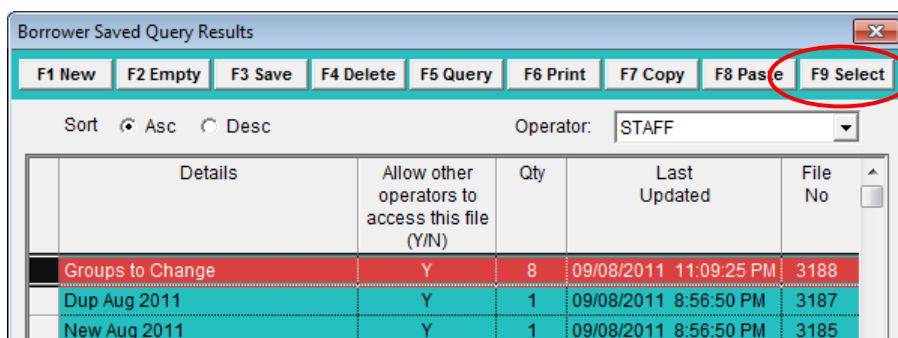 Borrower Saved Query Results
F1 New F2 Empty F3 Save F4 Delete F5 Query F6 Print F7 Copy F8 Paste F9 Select
Sort Asc Desc Operator: STAFF
Details Allow other operators to access this file (Y/N) Qty Last Updated File No
Groups to Change Y 8 09/08/2011 11:09:25 PM 3188
Dup Aug 2011 Y 1 09/08/2011 8:56:50 PM 3187
New Aug 2011 Y 1 09/08/2011 8:56:50 PM 3185